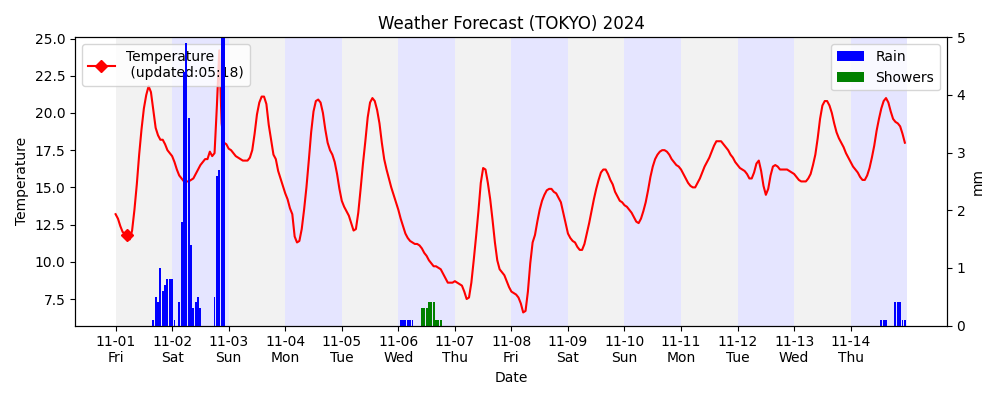 Weather Forecast (TOKYO) 2024
Temperature
(updated:05:18)
Rain
Showers
25.0
22.5
20.0
17.5
15.0
12.5
10.0
7.5
Temperature
5
4
3
2
1
0
mm
11-01 11-02 11-03 11-04 11-05 11-06 11-07 11-08 11-09 11-10 11-11 11-12 11-13 11-14
Fri Sat Sun Mon Tue Wed Thu Fri Sat Sun Mon Tue Wed Thu
Date